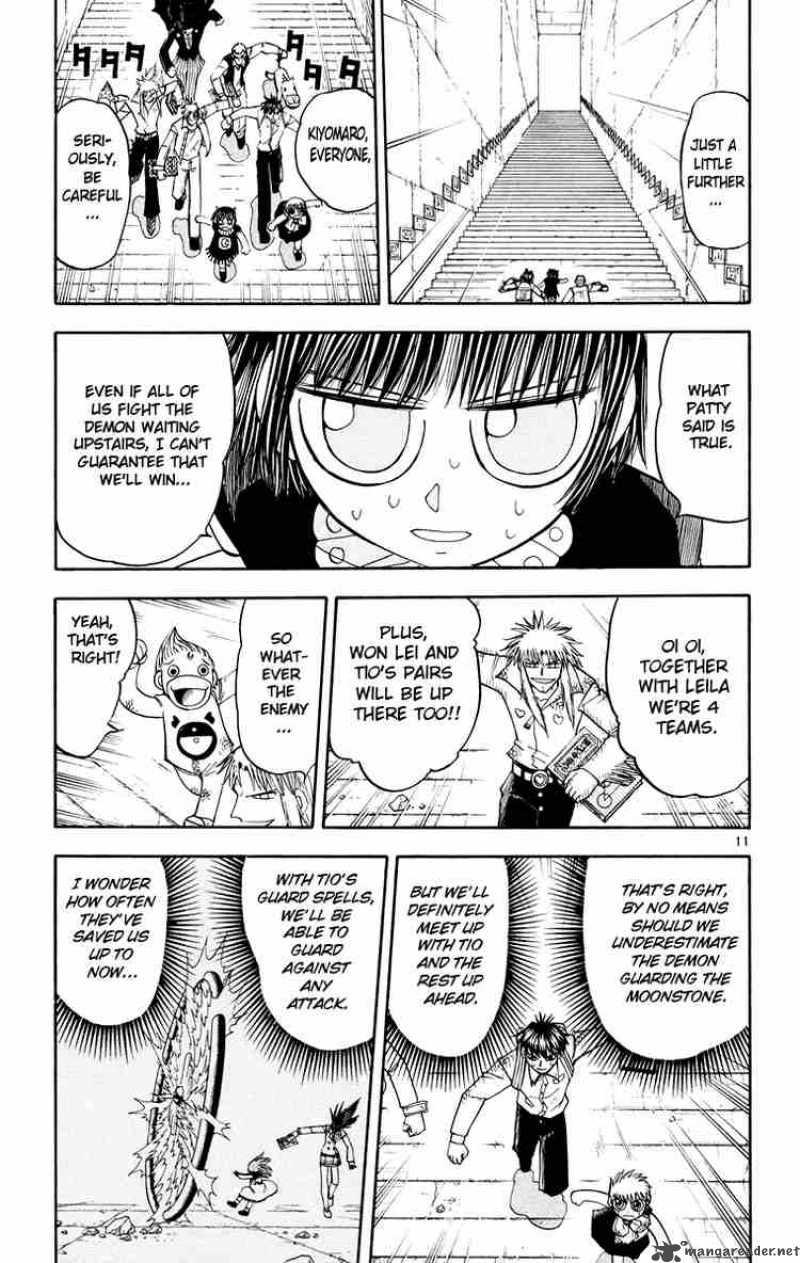 JUST A
LITTLE
FURTHER
...
KIYOMARO,
EVERYONE,
SERI-
OUSLY,
BE
CAREFUL
...
タタタタ
WHAT
PATTY
SAID IS
TRUE.
EVEN IF ALL OF
US FIGHT THE
DEMON WAITING
UPSTAIRS, I CAN'T
GUARANTEE THAT
WE'LL WIN...
OI OI,
TOGETHER
WITH LEILA
WE'RE 4
TEAMS.
PLUS,
WON LEI AND
TIO'S PAIRS
WILL BE UP
THERE TOO!!
SO
WHAT-
EVER
THE
ENEMY
...
YEAH,
THAT'S
RIGHT!
11
THAT'S RIGHT,
BY NO MEANS
SHOULD WE
UNDERESTIMATE
THE DEMON
GUARDING THE
MOONSTONE.
BUT WE'LL
DEFINITELY
MEET UP
WITH TIO
AND THE
REST UP
AHEAD.
WITH TIO'S
GUARD SPELLS,
WE'LL BE
ABLE TO
GUARD
AGAINST
ANY
ATTACK.
I WONDER
HOW OFTEN
THEY'VE
SAVED US
UP TO
NOW...
mangareader.net